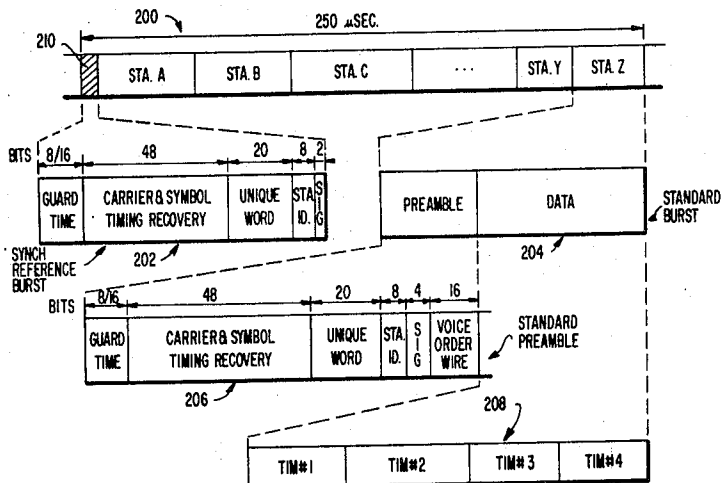 200
250 μSEC.
210
STA. A
STA. B
STA. C
...
STA. Y
STA. Z
BITS
8/16
48
20
8
2
GUARD TIME
CARRIER & SYMBOL TIMING RECOVERY
UNIQUE WORD
STA. ID.
SIG
PREAMBLE
DATA
STANDARD BURST
SYNCH REFERENCE BURST
202
204
BITS
8/16
48
20
8
4
16
GUARD TIME
CARRIER & SYMBOL TIMING RECOVERY
UNIQUE WORD
STA. ID.
SIG
VOICE ORDER WIRE
STANDARD PREAMBLE
206
208
TIM#1
TIM#2
TIM#3
TIM#4